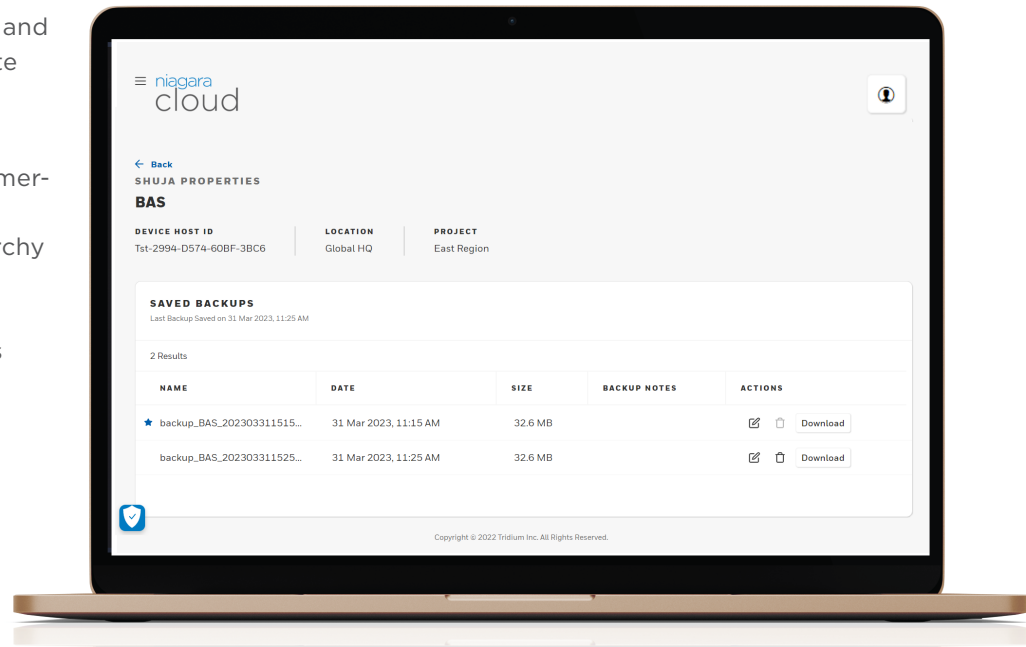 and
mer-
niagara
cloud
← Back
SHUJA PROPERTIES
BAS
DEVICE HOST ID LOCATION PROJECT
Tst-2994-D574-60BF-3BC6 Global HQ East Region
SAVED BACKUPS
Last Backup Saved on 31 Mar 2023, 11:25 AM
2 Results
NAME DATE SIZE BACKUP NOTES ACTIONS
backup_BAS_202303311515... 31 Mar 2023, 11:15 AM 32.6 MB Download
backup_BAS_202303311525... 31 Mar 2023, 11:25 AM 32.6 MB Download
Copyright © 2022 Tridium Inc. All Rights Reserved.